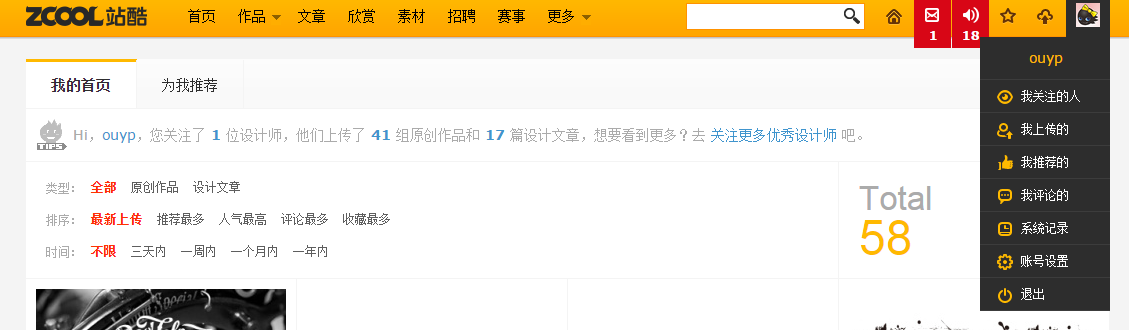 ZCOOL 站酷 首页 作品 文章 欣赏 素材 招聘 赛事 更多
1 18
ouyp
我的首页 为我推荐
我关注的人
Hi，ouyp，您关注了 1 位设计师，他们上传了 41 组原创作品和 17 篇设计文章，想要看到更多？去 关注更多优秀设计师 吧。
TIPS
我上传的
我推荐的
类型： 全部 原创作品 设计文章
我评论的
排序： 最新上传 推荐最多 人气最高 评论最多 收藏最多
Total
58
系统记录
时间： 不限 三天内 一周内 一个月内 一年内
账号设置
退出
Special